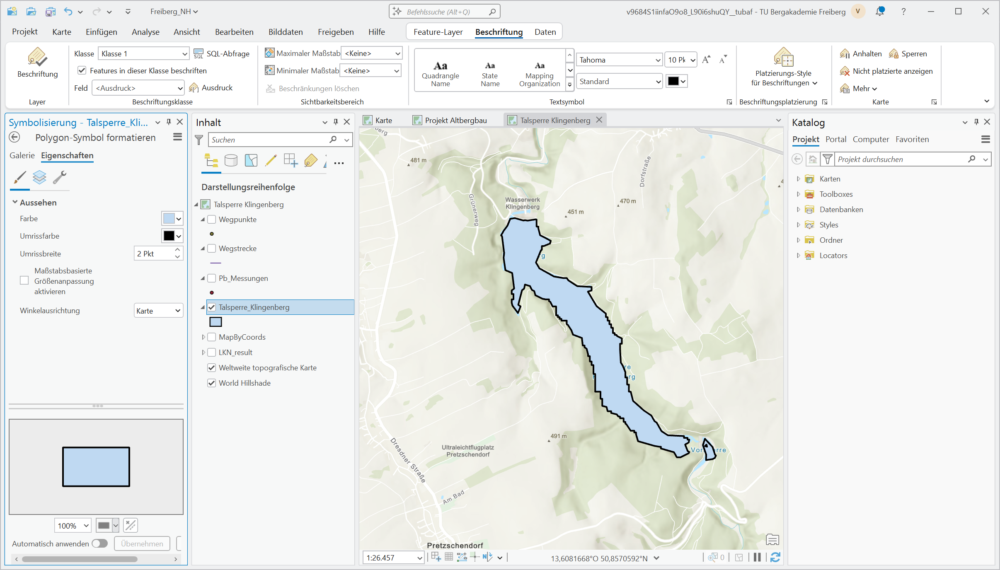 Freiberg_NH
Befehlssuche (Alt+Q)
v9684S1iinfaO9o8_L90i6shuQY__tubaf - TU Bergakademie Freiberg
V
?
Projekt
Karte
Einfügen
Analyse
Ansicht
Bearbeiten
Bilddaten
Freigeben
Hilfe
Feature-Layer
Beschriftung
Daten
Beschriftung
Layer
Klasse
Klasse 1
SQL
SQL-Abfrage
Features in dieser Klasse beschriften
Feld
<Ausdruck>
Ausdruck
Beschriftungsklasse
Maximaler Maßstab
<Keine>
Minimaler Maßstab
<Keine>
Beschränkungen löschen
Sichtbarkeitsbereich
Aa
Quadrangle
Name
Aa
State
Name
Aa
Mapping
Organization
Tahoma
10 Pk
Standard
Textsymbol
Platzierungs-Style
für Beschriftungen
Beschriftungsplatzierung
Anhalten
Sperren
Nicht platzierte anzeigen
Mehr
Karte
Symbolisierung - Talsperre_Kli...
Polygon-Symbol formatieren
Galerie
Eigenschaften
Aussehen
Farbe
Umrissfarbe
Umrissbreite
2 Pkt
Maßstabsbasierte
Größenanpassung
aktivieren
Winkelausrichtung
Karte
100%
Automatisch anwenden
Übernehmen
Inhalt
Suchen
Darstellungsreihenfolge
Talsperre Klingenberg
Wegpunkte
Wegstrecke
Pb_Messungen
Talsperre_Klingenberg
MapByCoords
LKN_result
Weltweite topografische Karte
World Hillshade
Karte
Projekt Altbergbau
Talsperre Klingenberg
berg
481 m
Dorfstraße
Grünerweg
Wasserwerk
Klingenberg
470 m
451 m
4
g
re
rg
491 m
Ultraleichtflugplatz
Pretzschendorf
Vor
erre
Dresdner Straße
Am Bad
Pretzschendorf
1:26.457
N
13,6081668°O 50,8570592°N
0
Katalog
Projekt
Portal
Computer
Favoriten
Projekt durchsuchen
Karten
Toolboxes
Datenbanken
Styles
Ordner
Locators